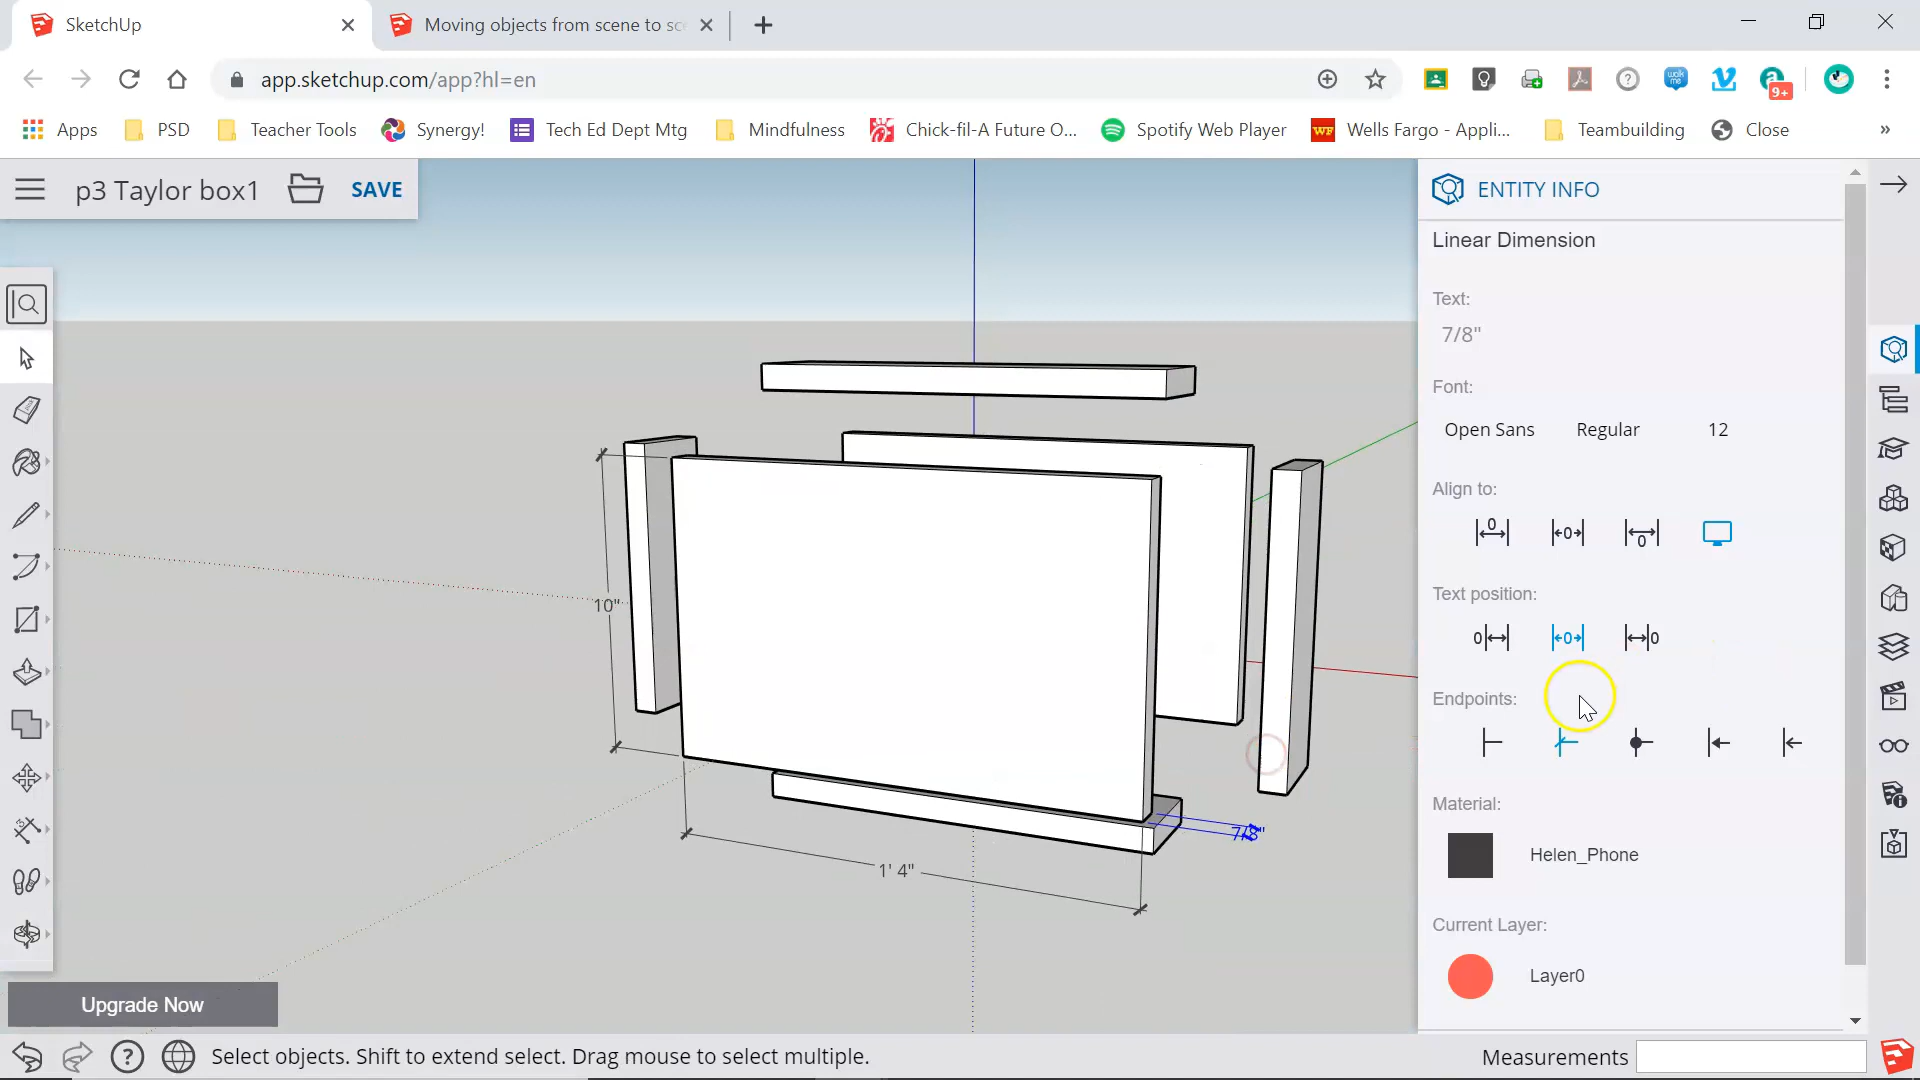 SketchUp
Moving objects from scene to sc
app.sketchup.com/app?hl=en
9+
Apps
PSD
Teacher Tools
Synergy!
Tech Ed Dept Mtg
Mindfulness
Chick-fil-A Future O...
Spotify Web Player
Wells Fargo - Appli...
Teambuilding
Close
»
p3 Taylor box1
SAVE
ENTITY INFO
Linear Dimension
Text:
7/8"
Font:
Open Sans Regular 12
Align to:
Text position:
Endpoints:
Material:
Helen_Phone
Current Layer:
Layer0
10"
7/8"
1' 4"
Upgrade Now
Select objects. Shift to extend select. Drag mouse to select multiple.
Measurements